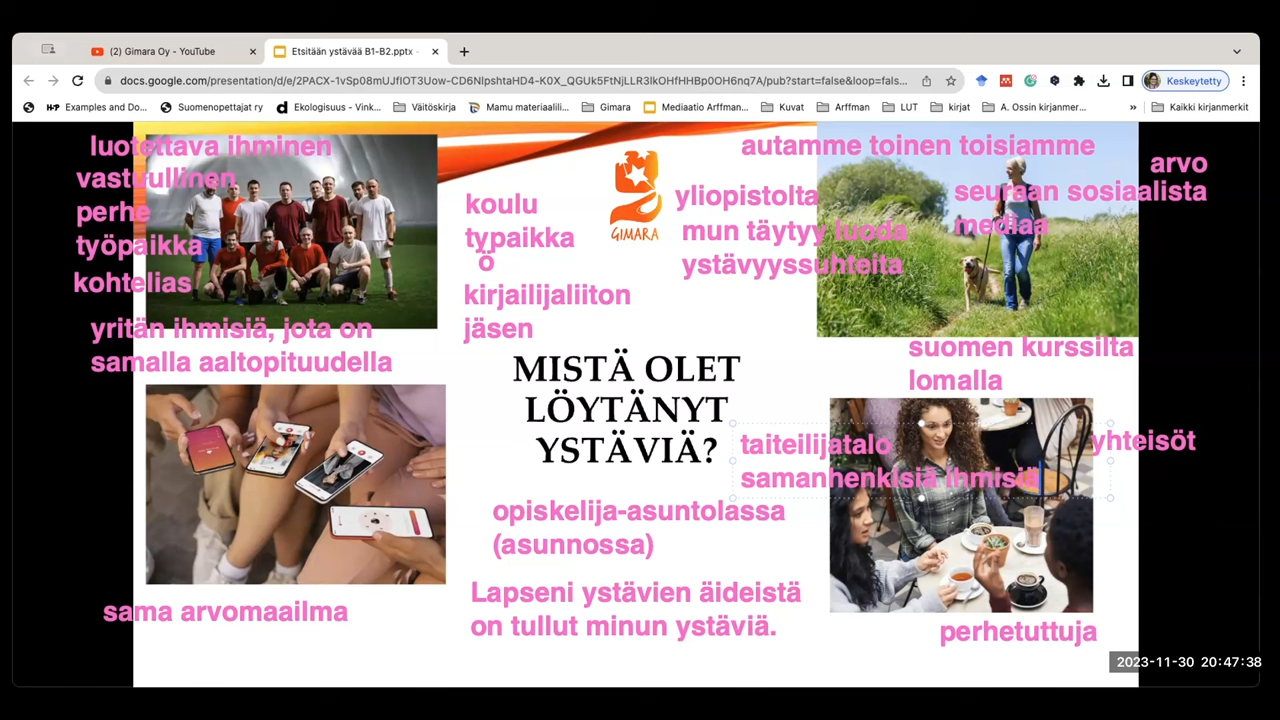 (2) Gimara Oy - YouTube
Etsitään ystävää B1-B2.pptx -
docs.google.com/presentation/d/e/2PACX-1vSp08mUJfIOT3Uow-CD6NlpshtaHD4-K0X_QGUk5FtNjLLR3lkOHfHHBp0OH6nq7A/pub?start=false&loop=fals...
Keskeytetty
Examples and Do...
Suomenopettajat ry
Ekologisuus - Vink...
Väitöskirja
Mamu materiaalil...
Gimara
Mediaatio Arffman...
Kuvat
Arffman
LUT
kirjat
A. Ossin kirjanmer...
»
Kaikki kirjanmerkit
luotettava ihminen
vastuullinen
perhe
työpaikka
kohtelias
yritän ihmisiä, jota on
samalla aaltopituudella
koulu
typaikka
ö
kirjailijaliiton
jäsen
GIMARA
autamme toinen toisiamme
yliopistolta
mun täytyy luoda
ystävyyssuhteita
arvo
seuraan sosiaalista
mediaa
suomen kurssilta
lomalla
MISTÄ OLET
LÖYTÄNYT
YSTÄVIÄ?
taiteilijatalo
samanhenkisiä ihmisiä
yhteisöt
opiskelija-asuntolassa
(asunnossa)
sama arvomaailma
Lapseni ystävien äideistä
on tullut minun ystäviä.
perhetuttuja
2023-11-30 20:47:38